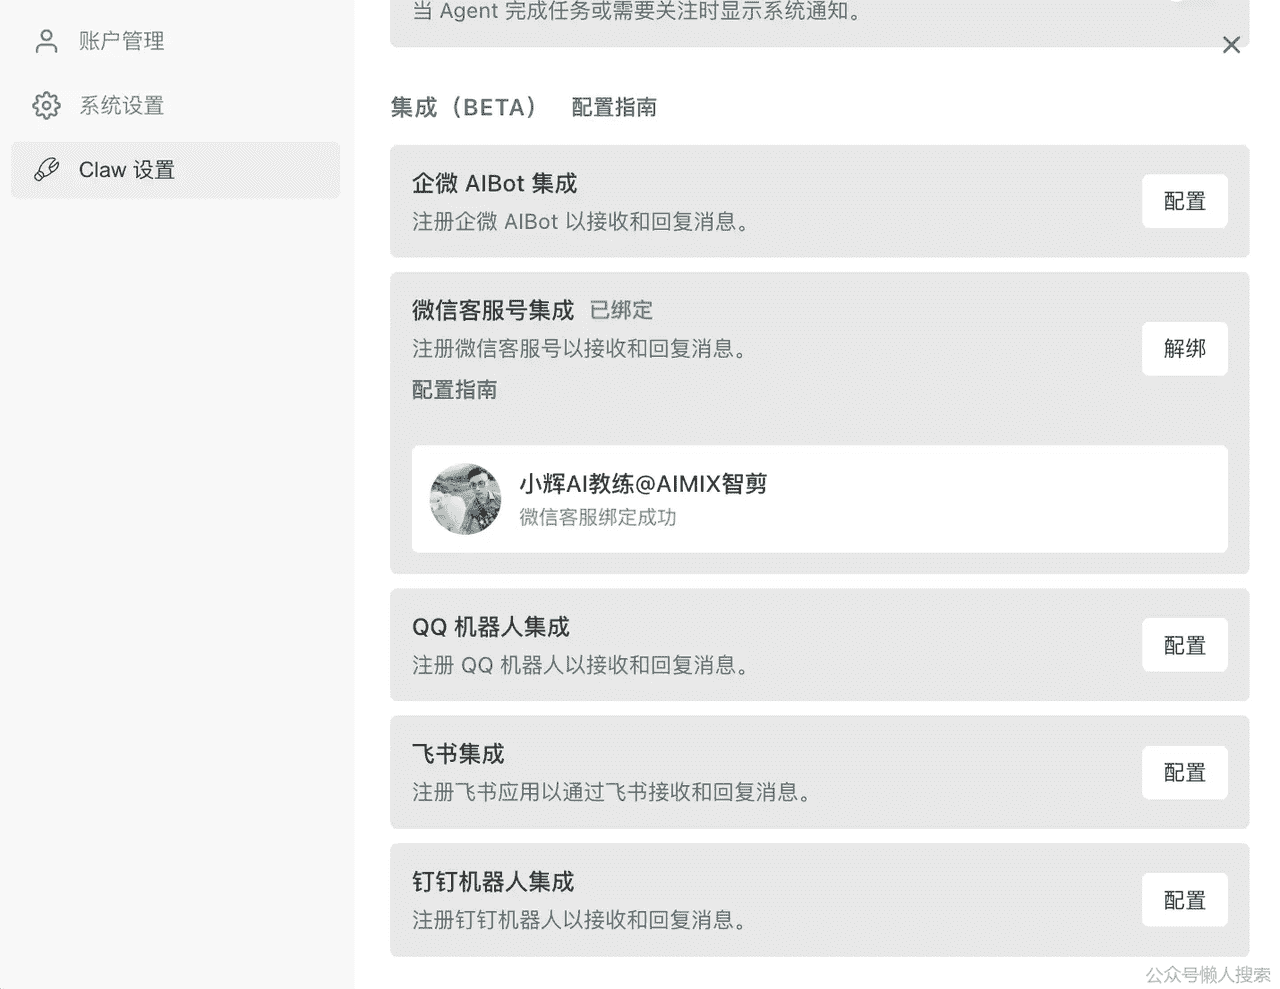 账户管理
系统设置
Claw 设置
当 Agent 完成任务或需要关注时显示系统通知。
集成（BETA） 配置指南
企微 AIBot 集成
注册企微 AIBot 以接收和回复消息。
配置
微信客服号集成 已绑定
注册微信客服号以接收和回复消息。
配置指南
解绑
小辉AI教练@AIMIX智剪
微信客服绑定成功
QQ 机器人集成
注册 QQ 机器人以接收和回复消息。
配置
飞书集成
注册飞书应用以通过飞书接收和回复消息。
配置
钉钉机器人集成
注册钉钉机器人以接收和回复消息。
配置
公众号懒人搜索